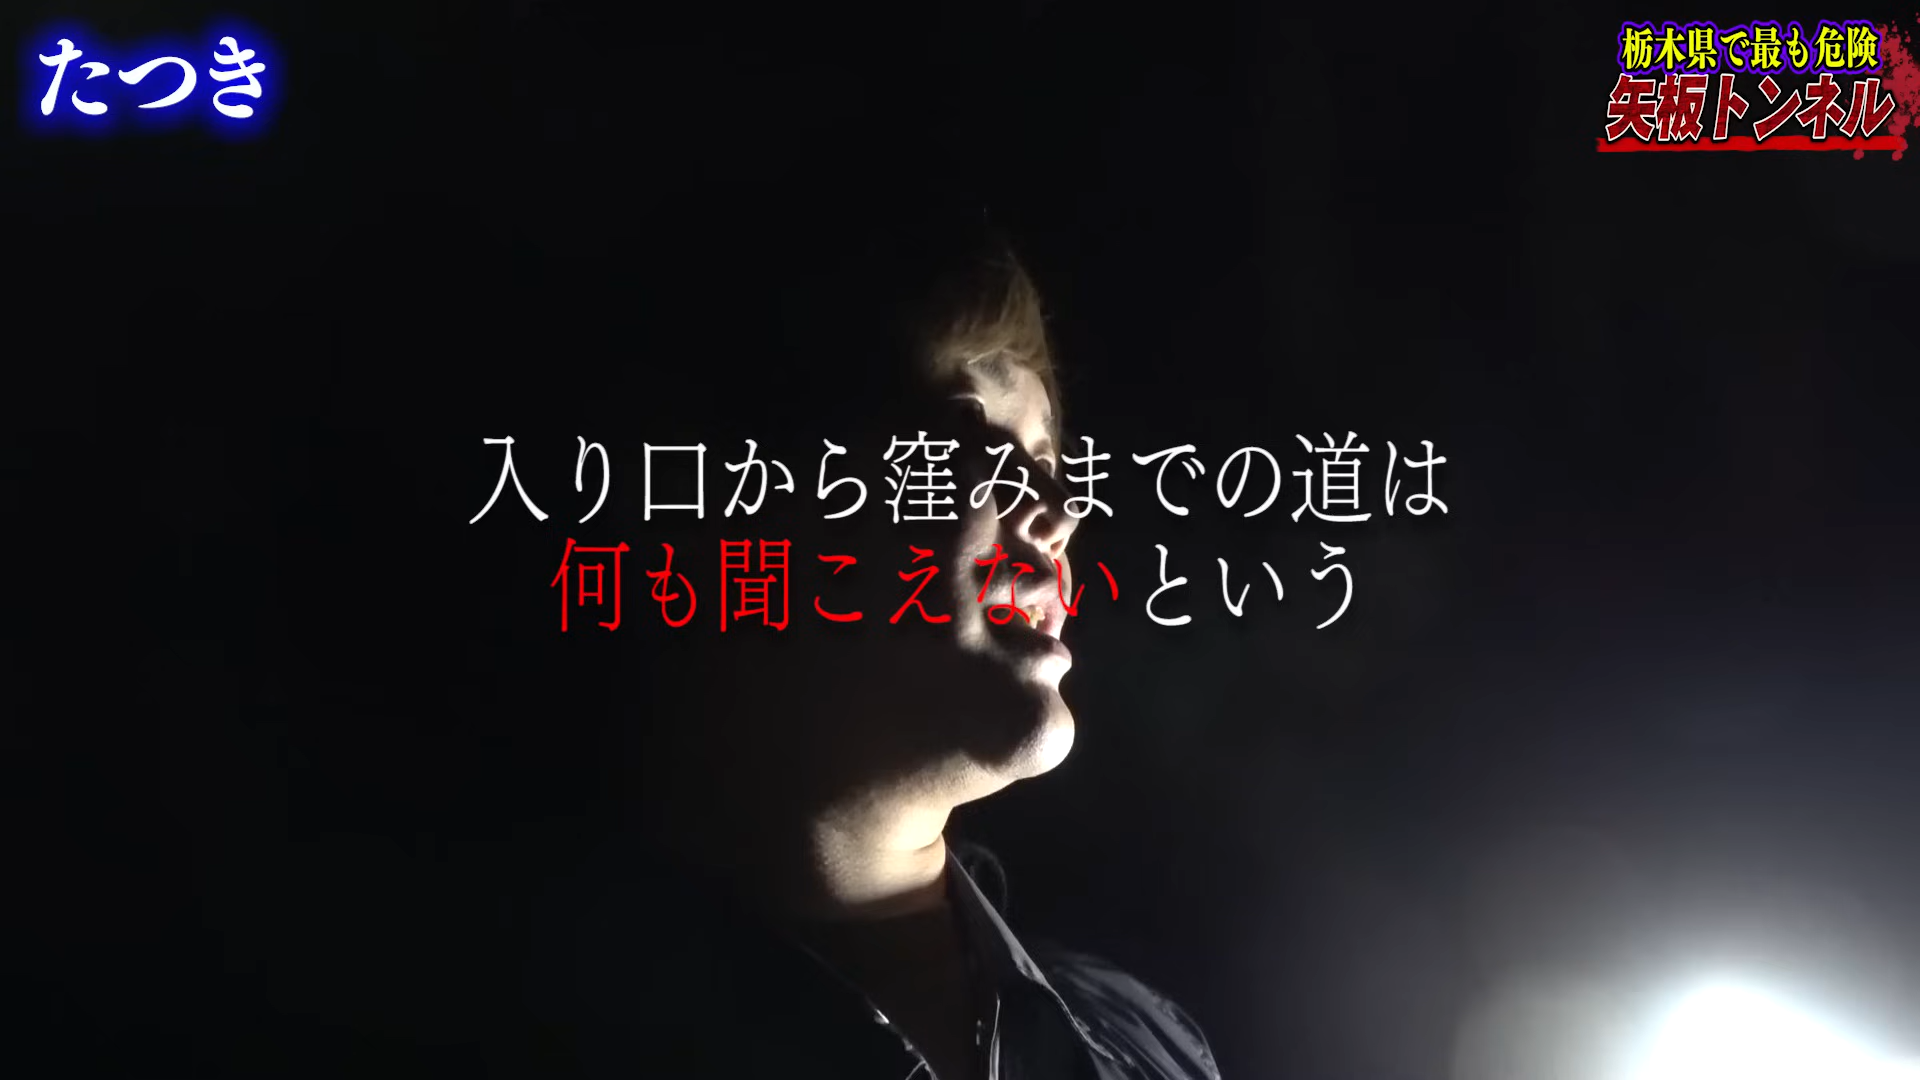 たつき
栃木県で最も危険
矢板トンネル
入り口から窪みまでの道は
何も聞こえないという